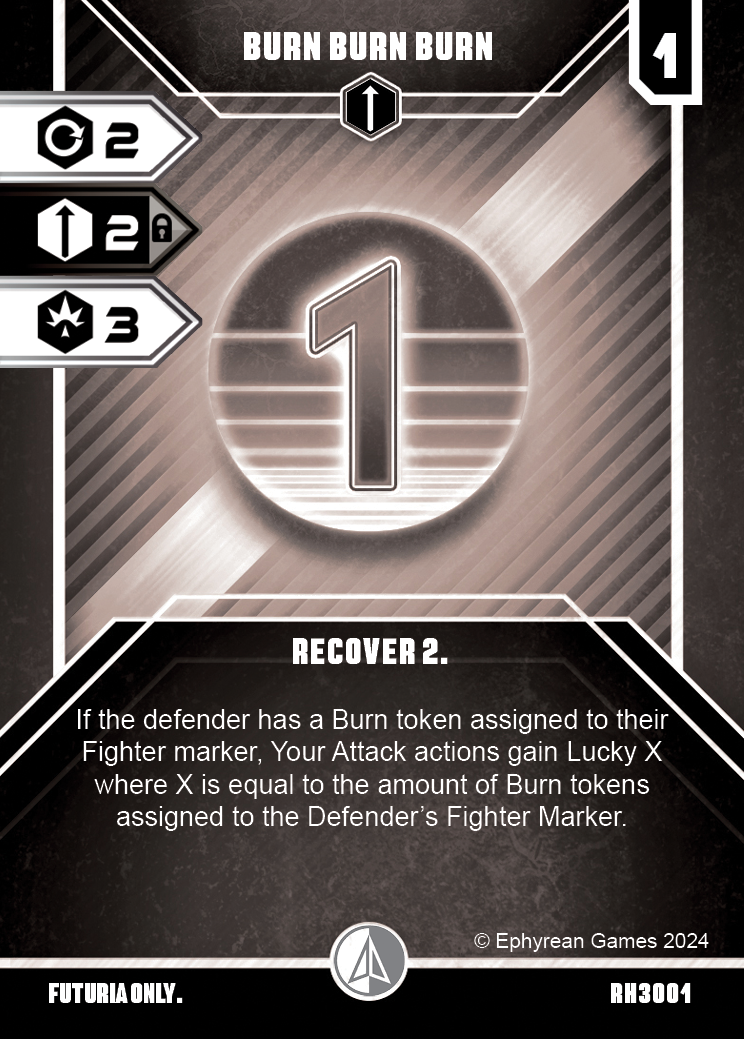 BURN BURN BURN
1
2
2
3
1
RECOVER 2.
If the defender has a Burn token assigned to their
Fighter marker, Your Attack actions gain Lucky X
where X is equal to the amount of Burn tokens
assigned to the Defender’s Fighter Marker.
© Ephyrean Games 2024
FUTURIA ONLY.
RH3001